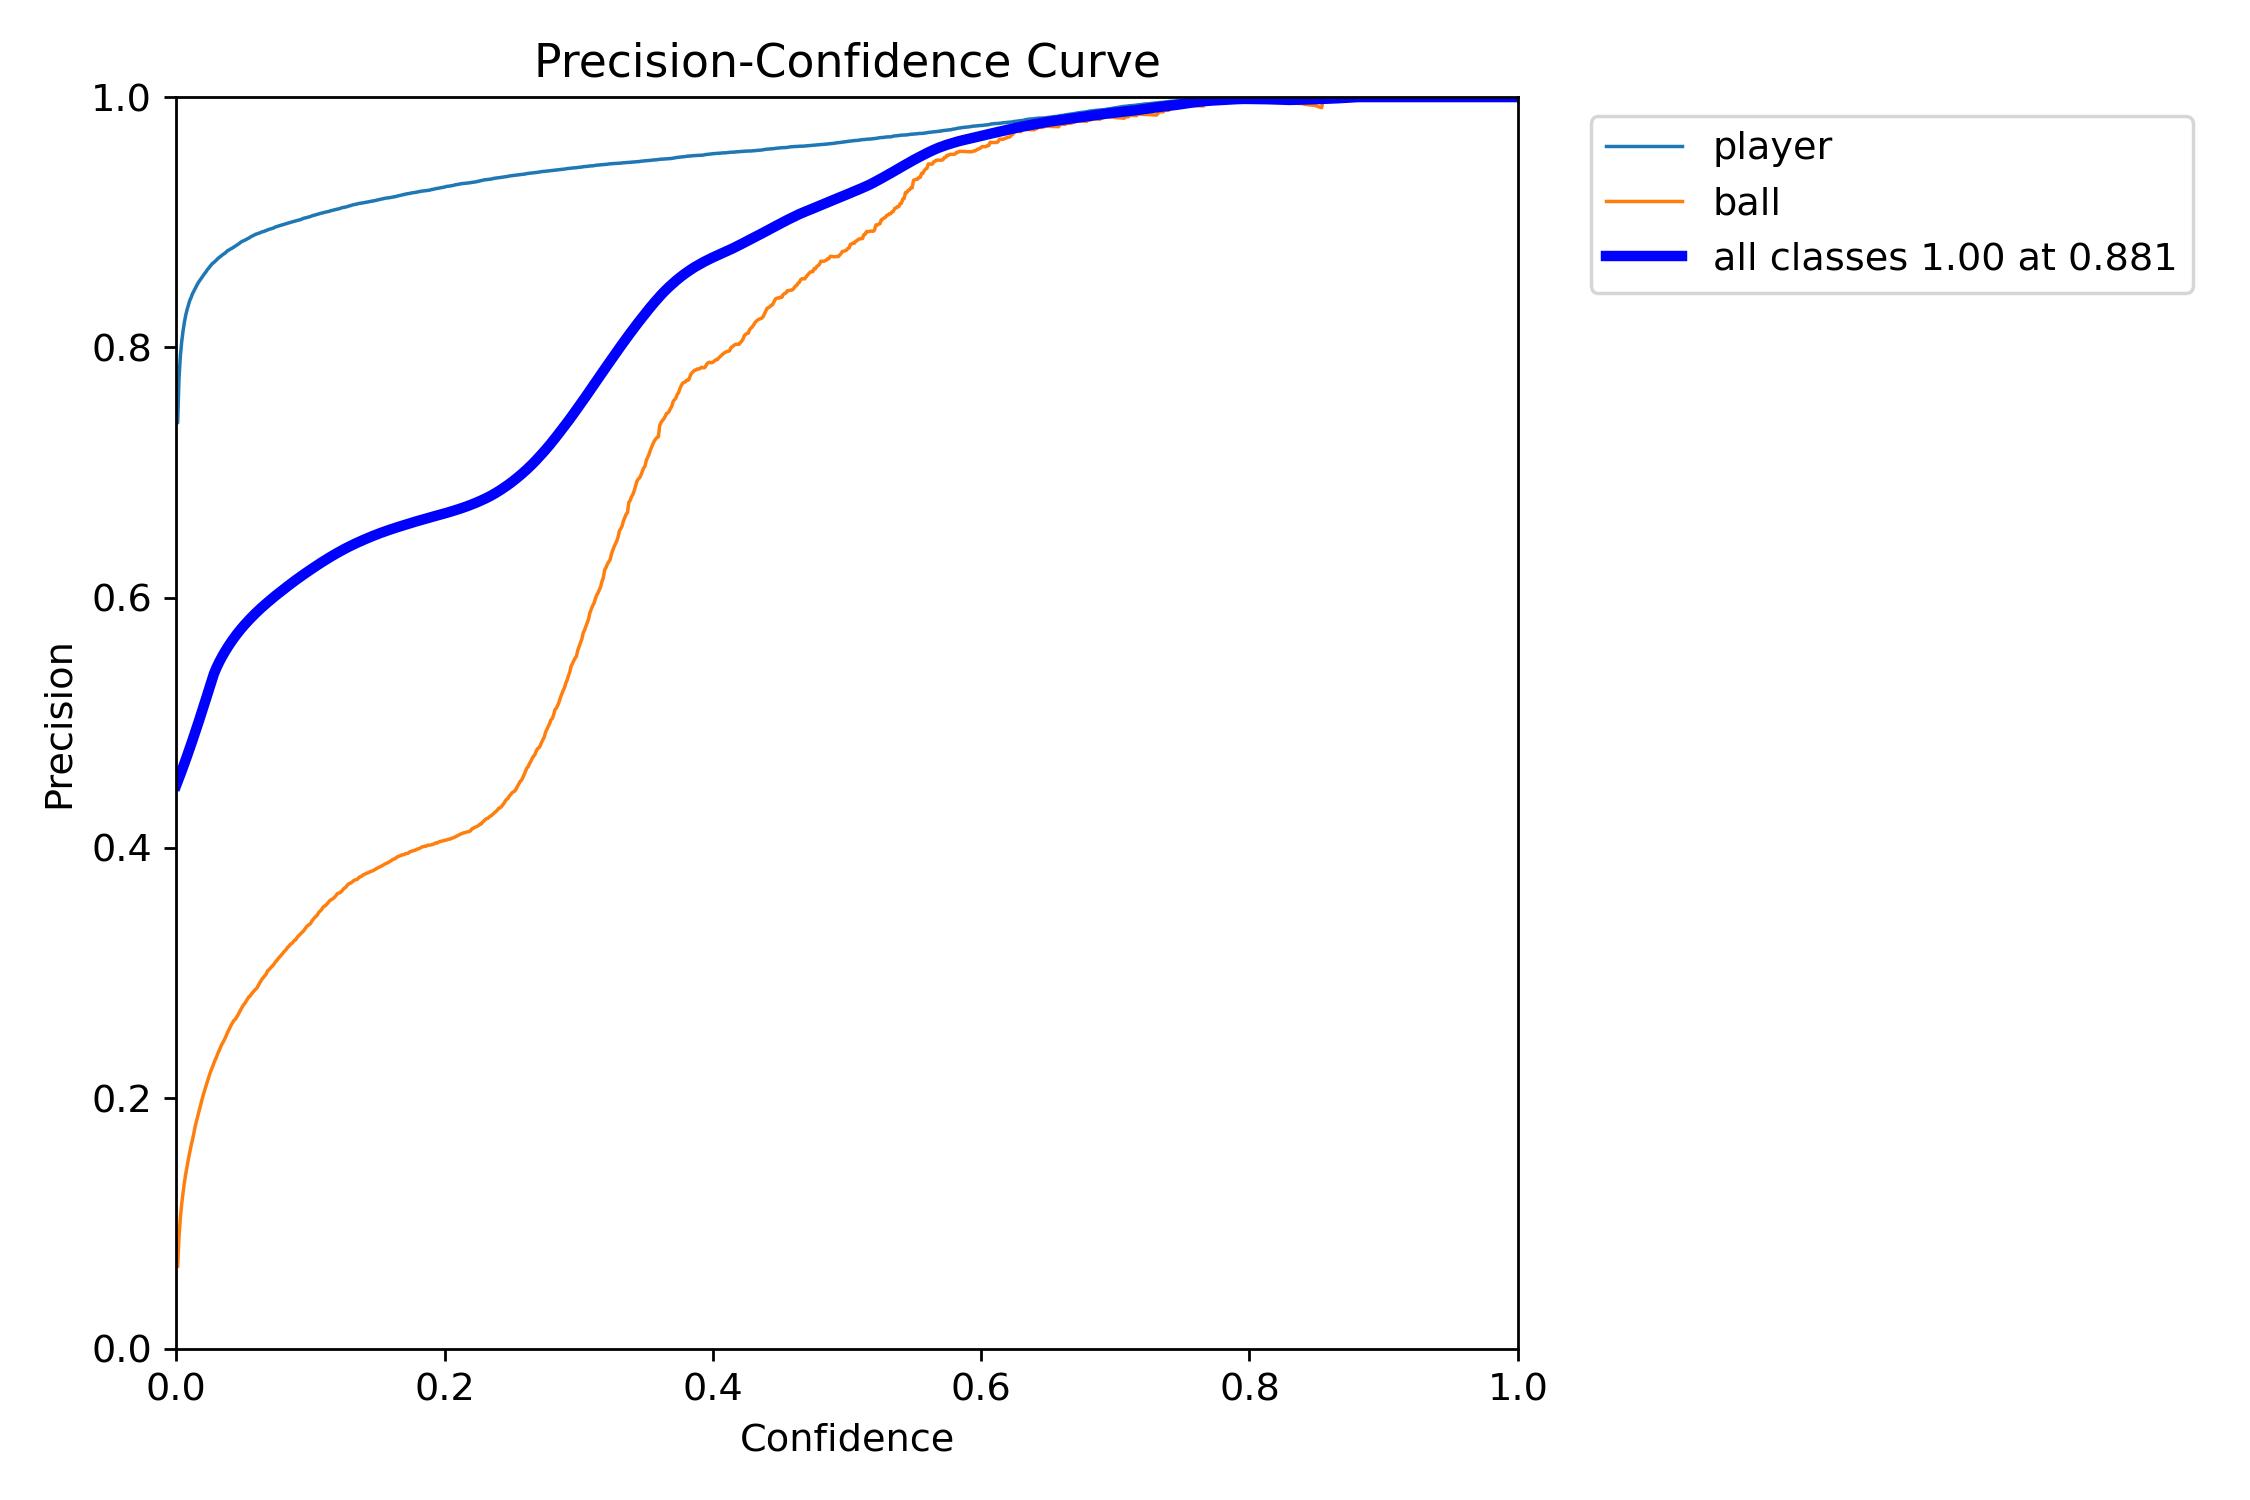 Precision-Confidence Curve
1.0
0.8
0.6
0.4
0.2
0.0
Precision
0.0 0.2 0.4 0.6 0.8 1.0
Confidence
player
ball
all classes 1.00 at 0.881